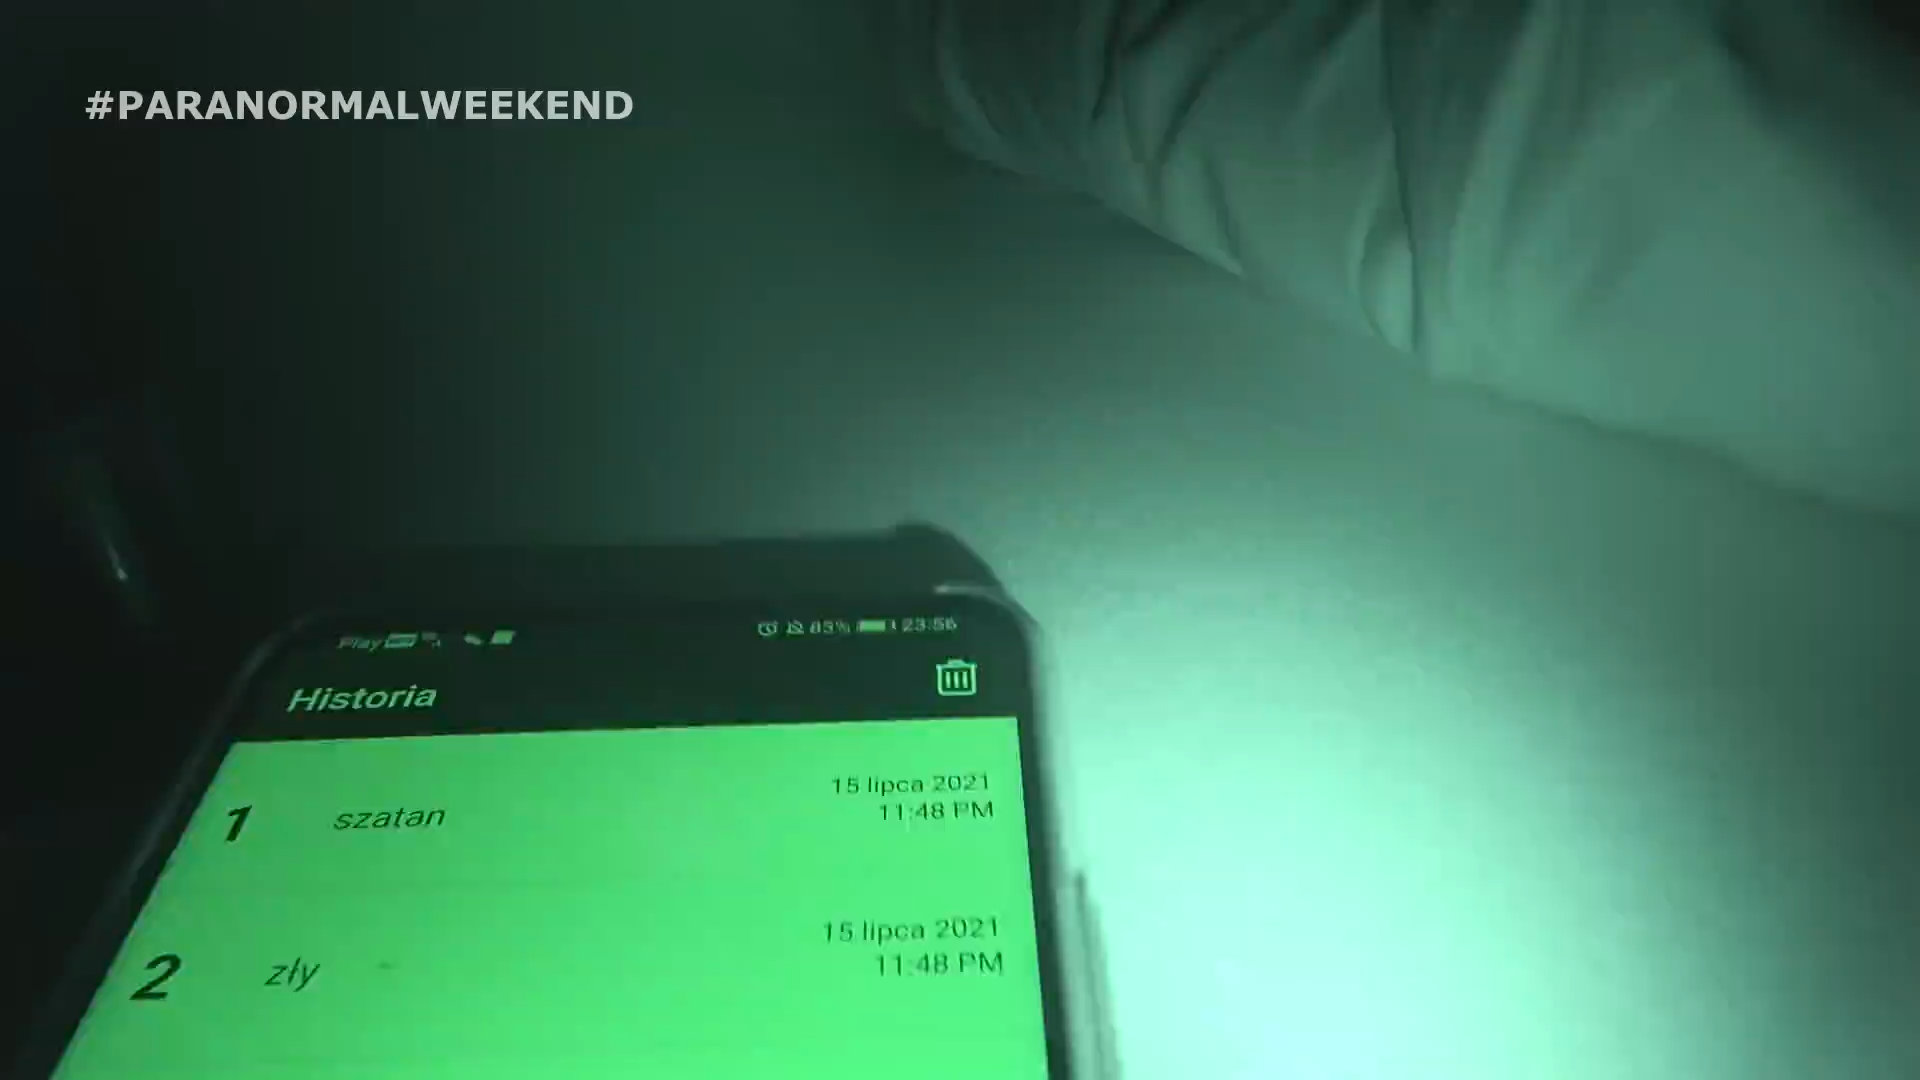 #PARANORMALWEEKEND
Play 83% 23:56
Historia
1 szatan 15 lipca 2021
11:48 PM
2 zły 15 lipca 2021
11:48 PM